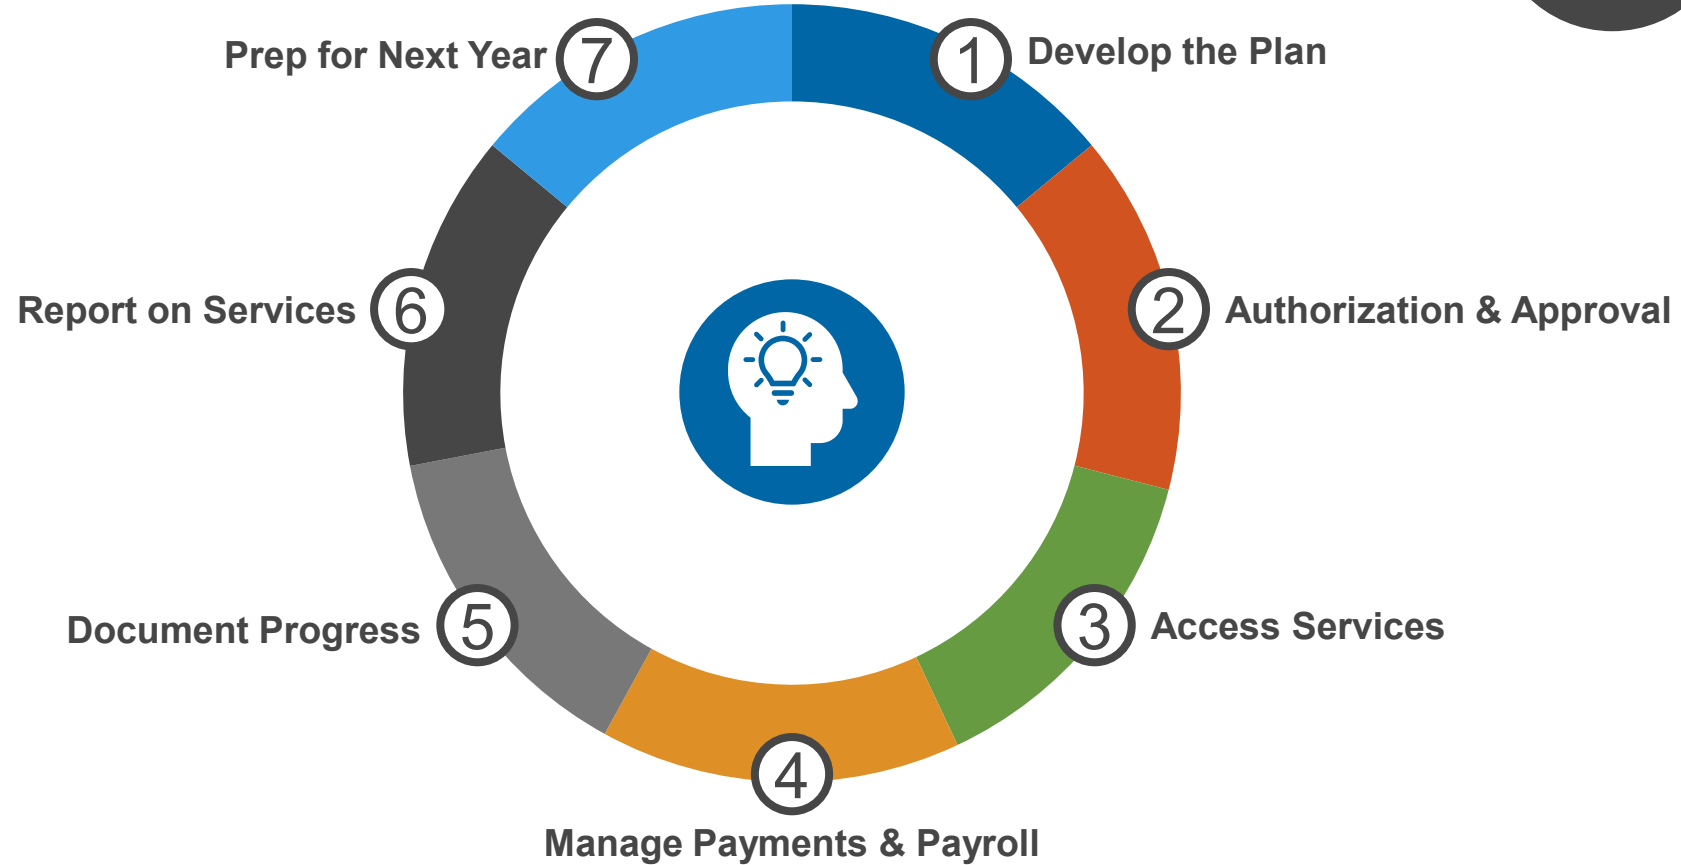 1 Develop the Plan
2 Authorization & Approval
3 Access Services
4
Manage Payments & Payroll
Document Progress 5
Report on Services 6
Prep for Next Year 7